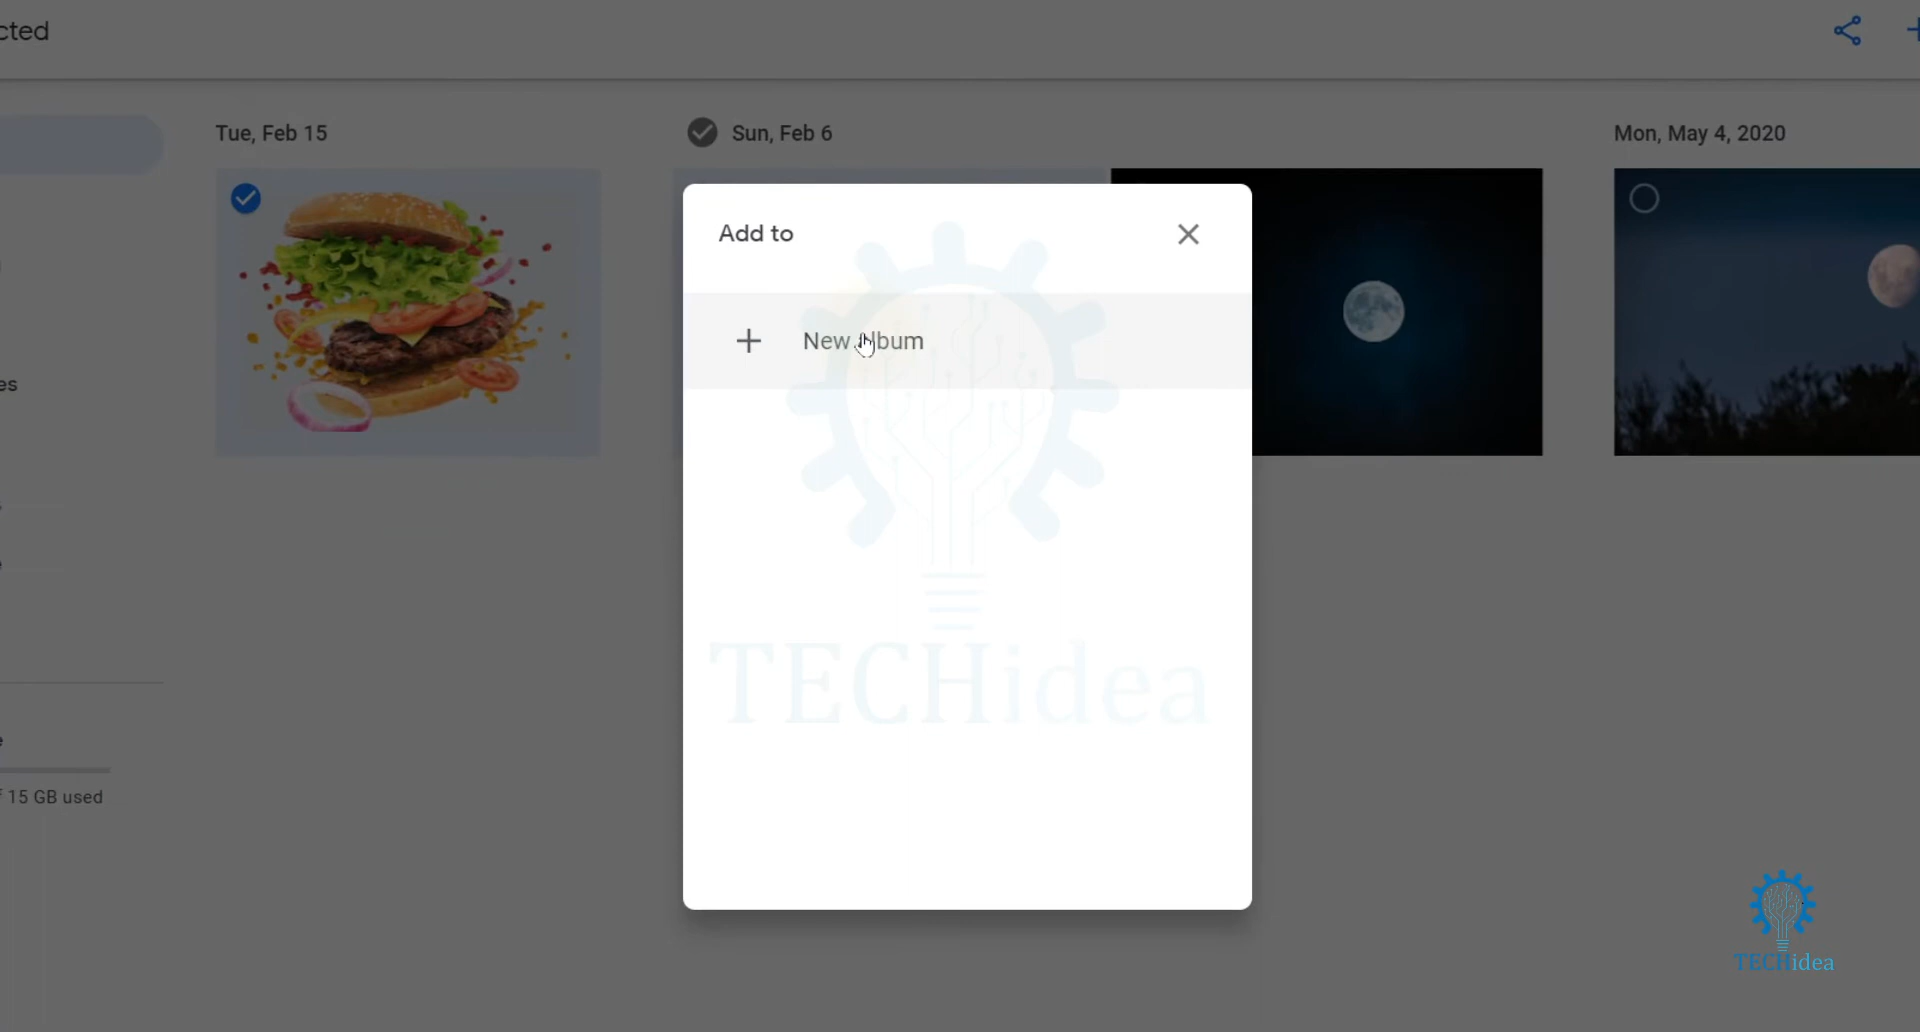 cted
Tue, Feb 15
Sun, Feb 6
Mon, May 4, 2020
Add to
New album
es
TECHidea
15 GB used
TECHidea